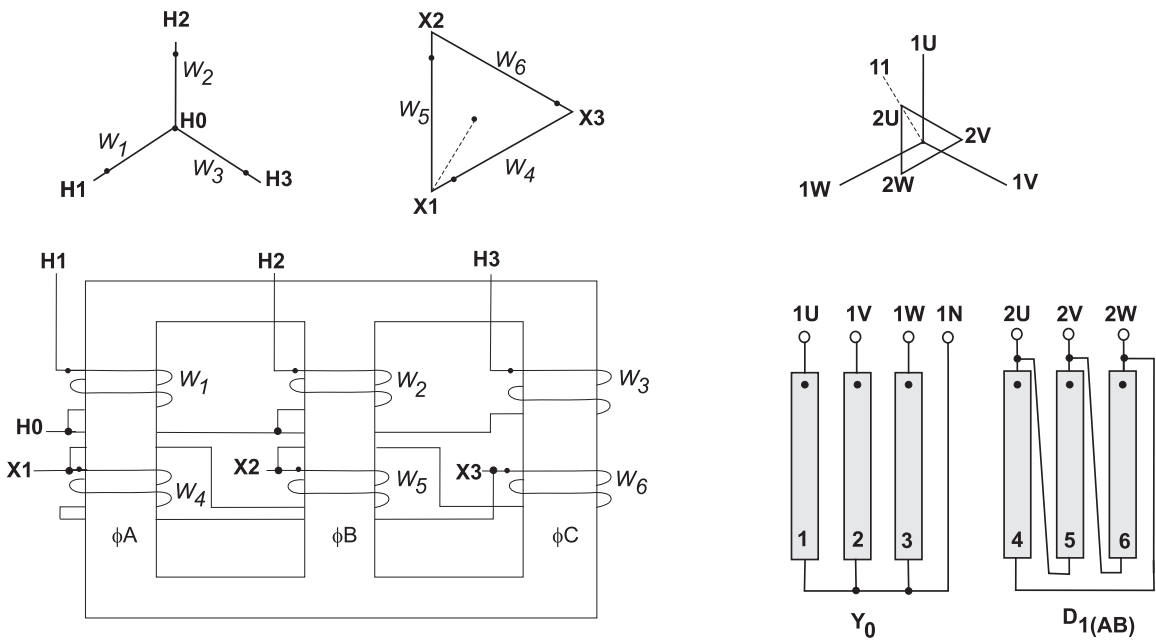 H2
W2
H0
W1
W3
H1
H3
X2
W6
W5
X3
W4
X1
1U
11
2U
2V
2W
1W
1V
H1
H2
H3
W1
W2
W3
H0
X1
X2
X3
W4
W5
W6
ϕA
ϕB
ϕC
1U 1V 1W 1N
2U 2V 2W
1 2 3
4 5 6
Y0
D1(AB)